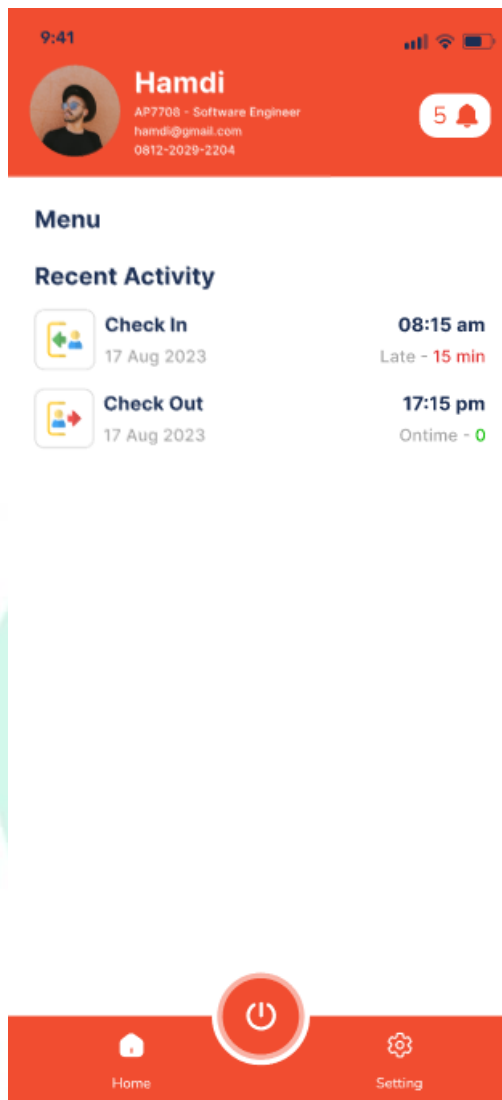 9:41
Hamdi
AP7708 - Software Engineer
hamdi@gmail.com
0812-2029-2204
5
Menu
Recent Activity
Check In 08:15 am
17 Aug 2023 Late - 15 min
Check Out 17:15 pm
17 Aug 2023 Ontime - 0
Home Setting